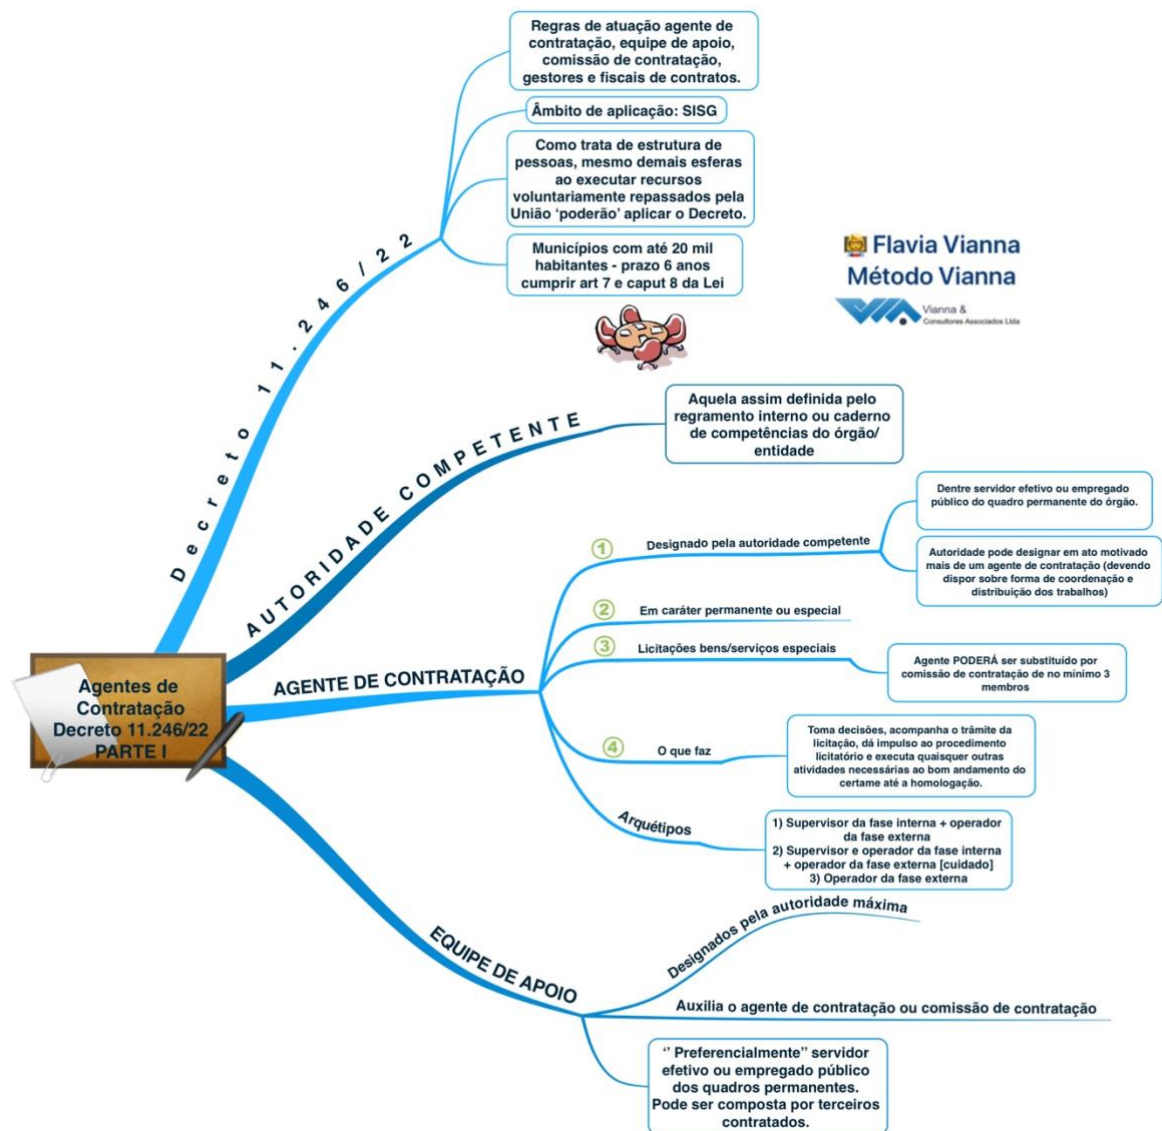 Regras de atuação agente de
contratação, equipe de apoio,
comissão de contratação,
gestores e fiscais de contratos.
Âmbito de aplicação: SISG
Como trata de estrutura de
pessoas, mesmo demais esferas
ao executar recursos
voluntariamente repassados pela
União ‘poderão’ aplicar o Decreto.
Municípios com até 20 mil
habitantes - prazo 6 anos
cumprir art 7 e caput 8 da Lei
Decreto 11.246/22
Flavia Vianna
Método Vianna
Vianna &
Consultores Associados Ltda
AUTORIDADE COMPETENTE
Aquela assim definida pelo
regramento interno ou caderno
de competências do órgão/
entidade
Agentes de
Contratação
Decreto 11.246/22
PARTE I
AGENTE DE CONTRATAÇÃO
1 Designado pela autoridade competente
Dentre servidor efetivo ou empregado
público do quadro permanente do órgão.
Autoridade pode designar em ato motivado
mais de um agente de contratação (devendo
dispor sobre forma de coordenação e
distribuição dos trabalhos)
2 Em caráter permanente ou especial
3 Licitações bens/serviços especiais
Agente PODERÁ ser substituído por
comissão de contratação de no mínimo 3
membros
4 O que faz
Toma decisões, acompanha o trâmite da
licitação, dá impulso ao procedimento
licitatório e executa quaisquer outras
atividades necessárias ao bom andamento do
certame até a homologação.
Arquétipos
1) Supervisor da fase interna + operador
da fase externa
2) Supervisor e operador da fase interna
+ operador da fase externa [cuidado]
3) Operador da fase externa
EQUIPE DE APOIO
Designados pela autoridade máxima
Auxilia o agente de contratação ou comissão de contratação
‘’ Preferencialmente’’ servidor
efetivo ou empregado público
dos quadros permanentes.
Pode ser composta por terceiros
contratados.